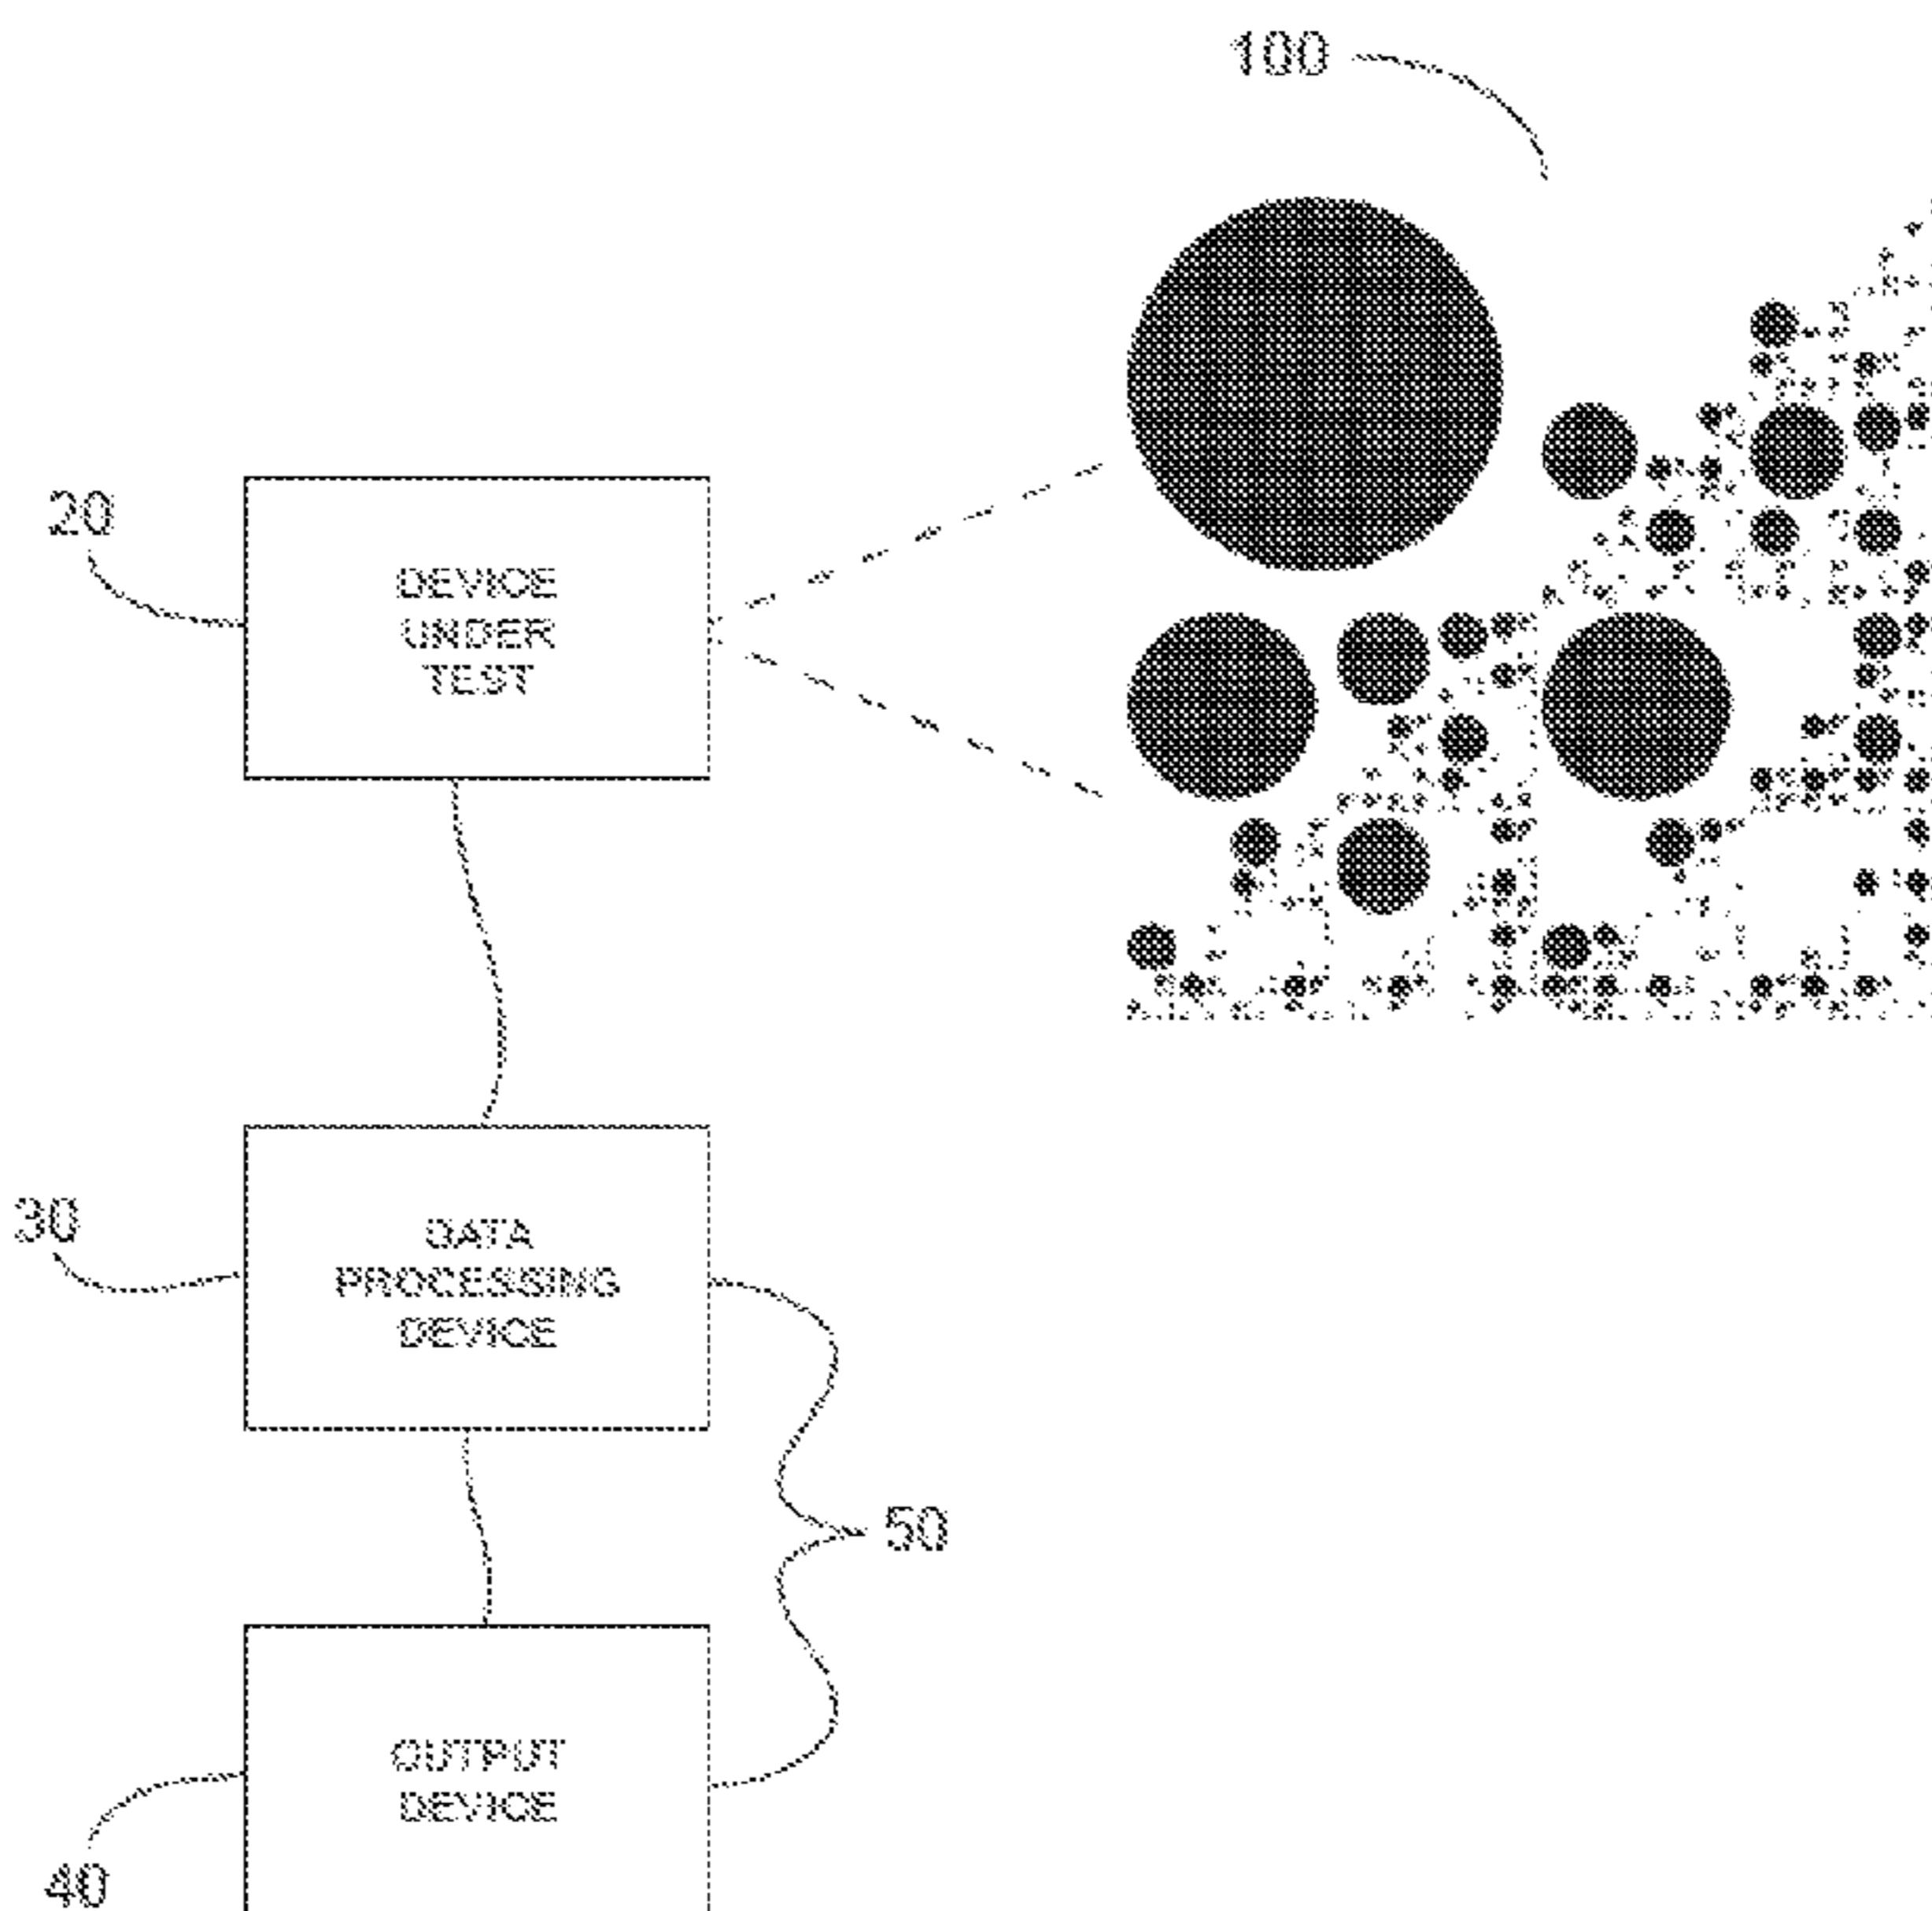 100
20
DEVICE
UNDER
TEST
30
DATA
PROCESSING
DEVICE
50
OUTPUT
DEVICE
40